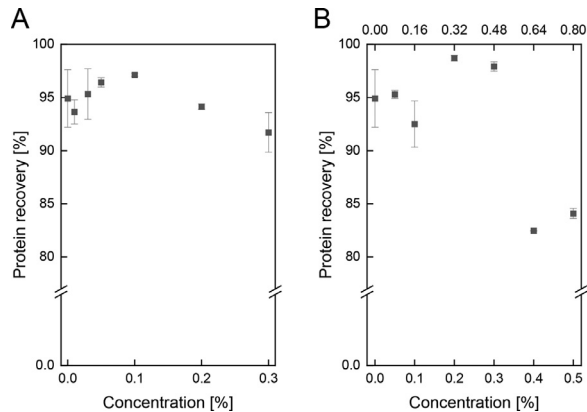 A
B
0.00 0.16 0.32 0.48 0.64 0.80
100
95
90
85
80
0.0
Protein recovery [%]
0.0 0.1 0.2 0.3
Concentration [%]
100
95
90
85
80
0.0
Protein recovery [%]
0.0 0.1 0.2 0.3 0.4 0.5
Concentration [%]